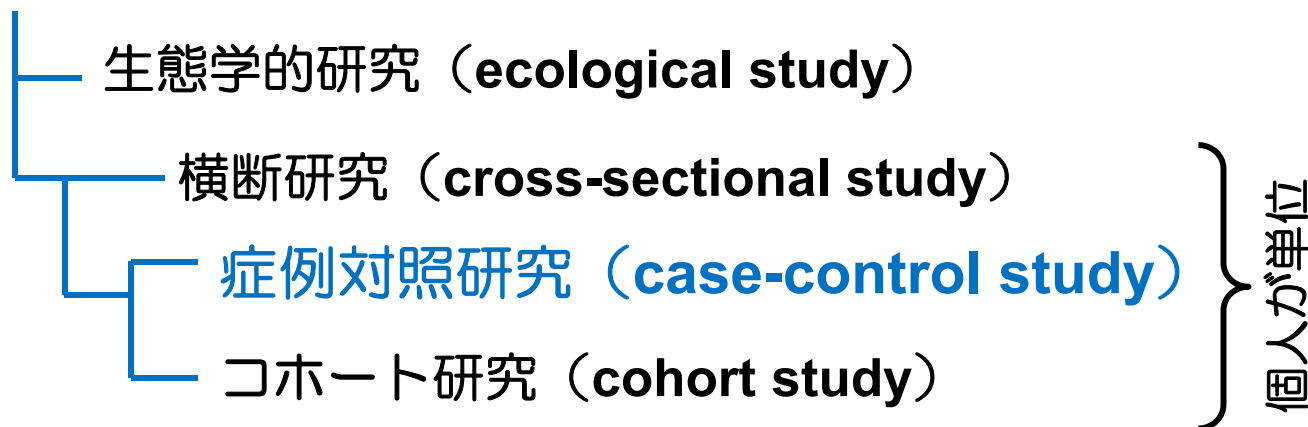 生態学的研究（ecological study）
横断研究（cross-sectional study）
症例対照研究（case-control study）
コホート研究（cohort study）
個人が単位